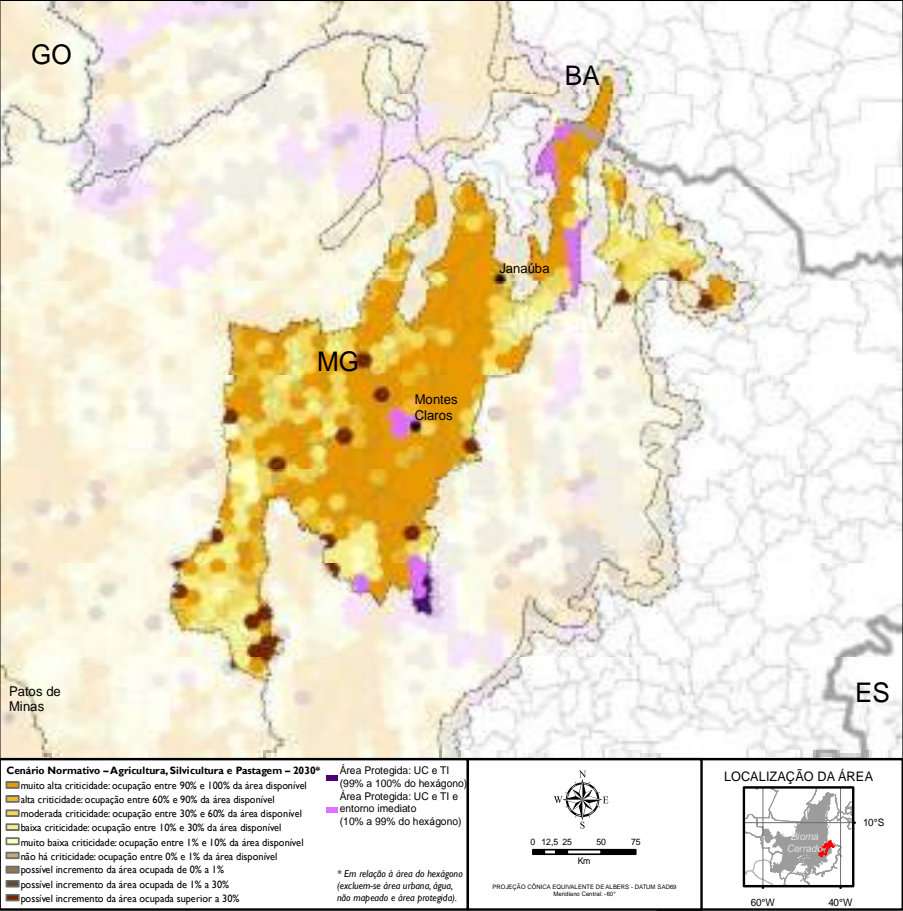 GO
BA
Janaúba
MG
Montes
Claros
Patos de
Minas
ES
Cenário Normativo – Agricultura, Silvicultura e Pastagem – 2030*
muito alta criticidade: ocupação entre 90% e 100% da área disponível
alta criticidade: ocupação entre 60% e 90% da área disponível
moderada criticidade: ocupação entre 30% e 60% da área disponível
baixa criticidade: ocupação entre 10% e 30% da área disponível
muito baixa criticidade: ocupação entre 1% e 10% da área disponível
não há criticidade: ocupação entre 0% e 1% da área disponível
possível incremento da área ocupada de 0% a 1%
possível incremento da área ocupada de 1% a 30%
possível incremento da área ocupada superior a 30%
Área Protegida: UC e TI
(99% a 100% do hexágono)
Área Protegida: UC e TI e
entorno imediato
(10% a 99% do hexágono)
* Em relação à área do hexágono
(excluem-se área urbana, água,
não mapeado e área protegida).
N
W E
S
0 12,5 25 50 75
Km
PROJEÇÃO CÔNICA EQUIVALENTE DE ALBERS - DATUM SAD69
Meridiano Central: -60°
LOCALIZAÇÃO DA ÁREA
Bioma
Cerrado
10°S
60°W 40°W